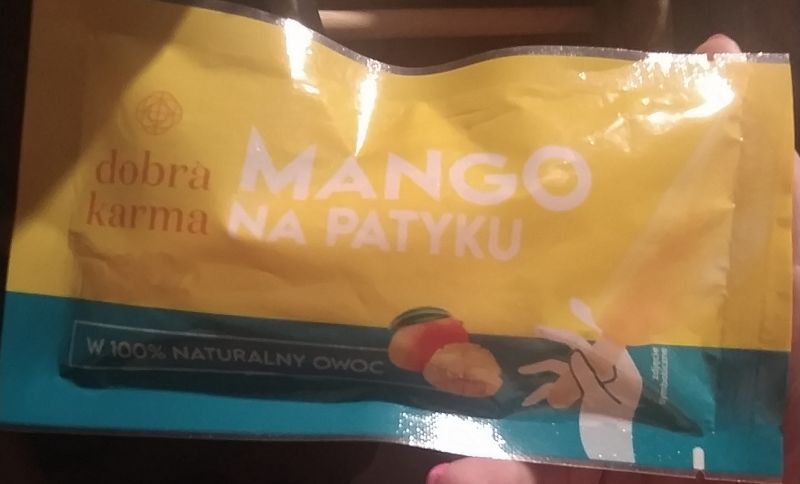 dobra
karma
MANGO
NA PATYKU
W 100% NATURALNY OWOC